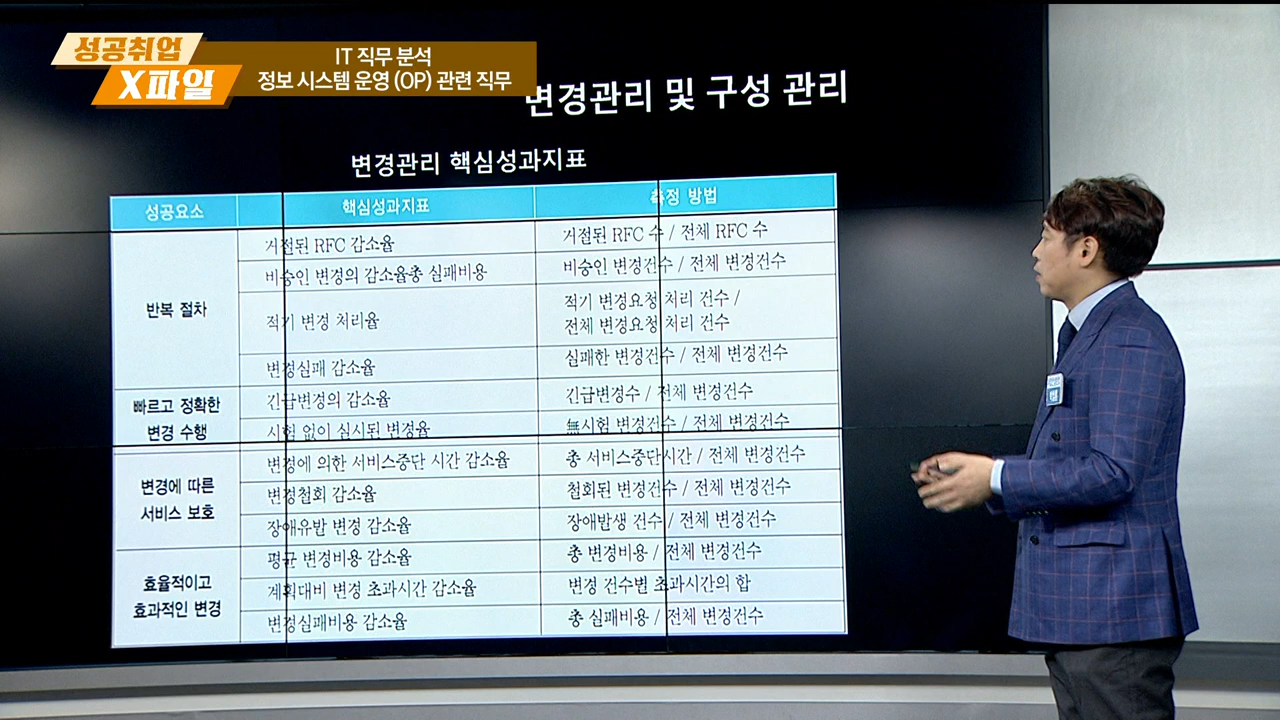 성공취업
X파일
IT 직무 분석
정보 시스템 운영 (OP) 관련 직무
변경관리 및 구성 관리
변경관리 핵심성과지표
성공요소 핵심성과지표 측정 방법
반복 절차
거절된 RFC 감소율 거절된 RFC 수 / 전체 RFC 수
비승인 변경의 감소율총 실패비용 비승인 변경건수 / 전체 변경건수
적기 변경 처리율 적기 변경요청 처리 건수 /
전체 변경요청 처리 건수
변경실패 감소율 실패한 변경건수 / 전체 변경건수
빠르고 정확한
변경 수행
긴급변경의 감소율 긴급변경수 / 전체 변경건수
시험 없이 실시된 변경율 無시험 변경건수 / 전체 변경건수
변경에 따른
서비스 보호
변경에 의한 서비스중단 시간 감소율 총 서비스중단시간 / 전체 변경건수
변경철회 감소율 철회된 변경건수 / 전체 변경건수
장애유발 변경 감소율 장애발생 건수 / 전체 변경건수
효율적이고
효과적인 변경
평균 변경비용 감소율 총 변경비용 / 전체 변경건수
계획대비 변경 초과시간 감소율 변경 건수별 초과시간의 합
변경실패비용 감소율 총 실패비용 / 전체 변경건수